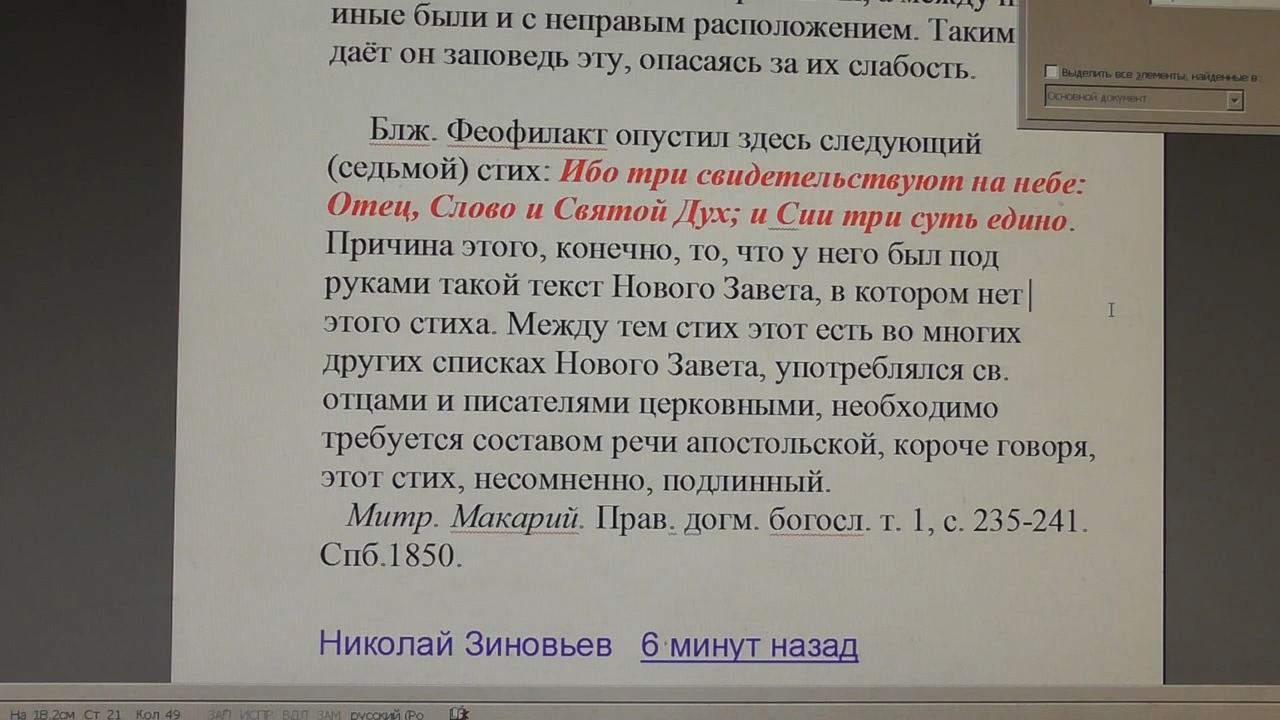 иные были и с неправым расположением. Таким
даёт он заповедь эту, опасаясь за их слабость.
Выделить все элементы, найденные в:
Основной документ
Блж. Феофилакт опустил здесь следующий
(седьмой) стих: Ибо три свидетельствуют на небе:
Отец, Слово и Святой Дух; и Сии три суть едино.
Причина этого, конечно, то, что у него был под
руками такой текст Нового Завета, в котором нет
этого стиха. Между тем стих этот есть во многих
других списках Нового Завета, употреблялся св.
отцами и писателями церковными, необходимо
требуется составом речи апостольской, короче говоря,
этот стих, несомненно, подлинный.
Митр. Макарий. Прав. догм. богосл. т. 1, с. 235-241.
Спб.1850.
Николай Зиновьев 6 минут назад
На 18,2см Ст 21 Кол 49 ЗАП ИСПР ВДЛ ЗАМ русский (Ро